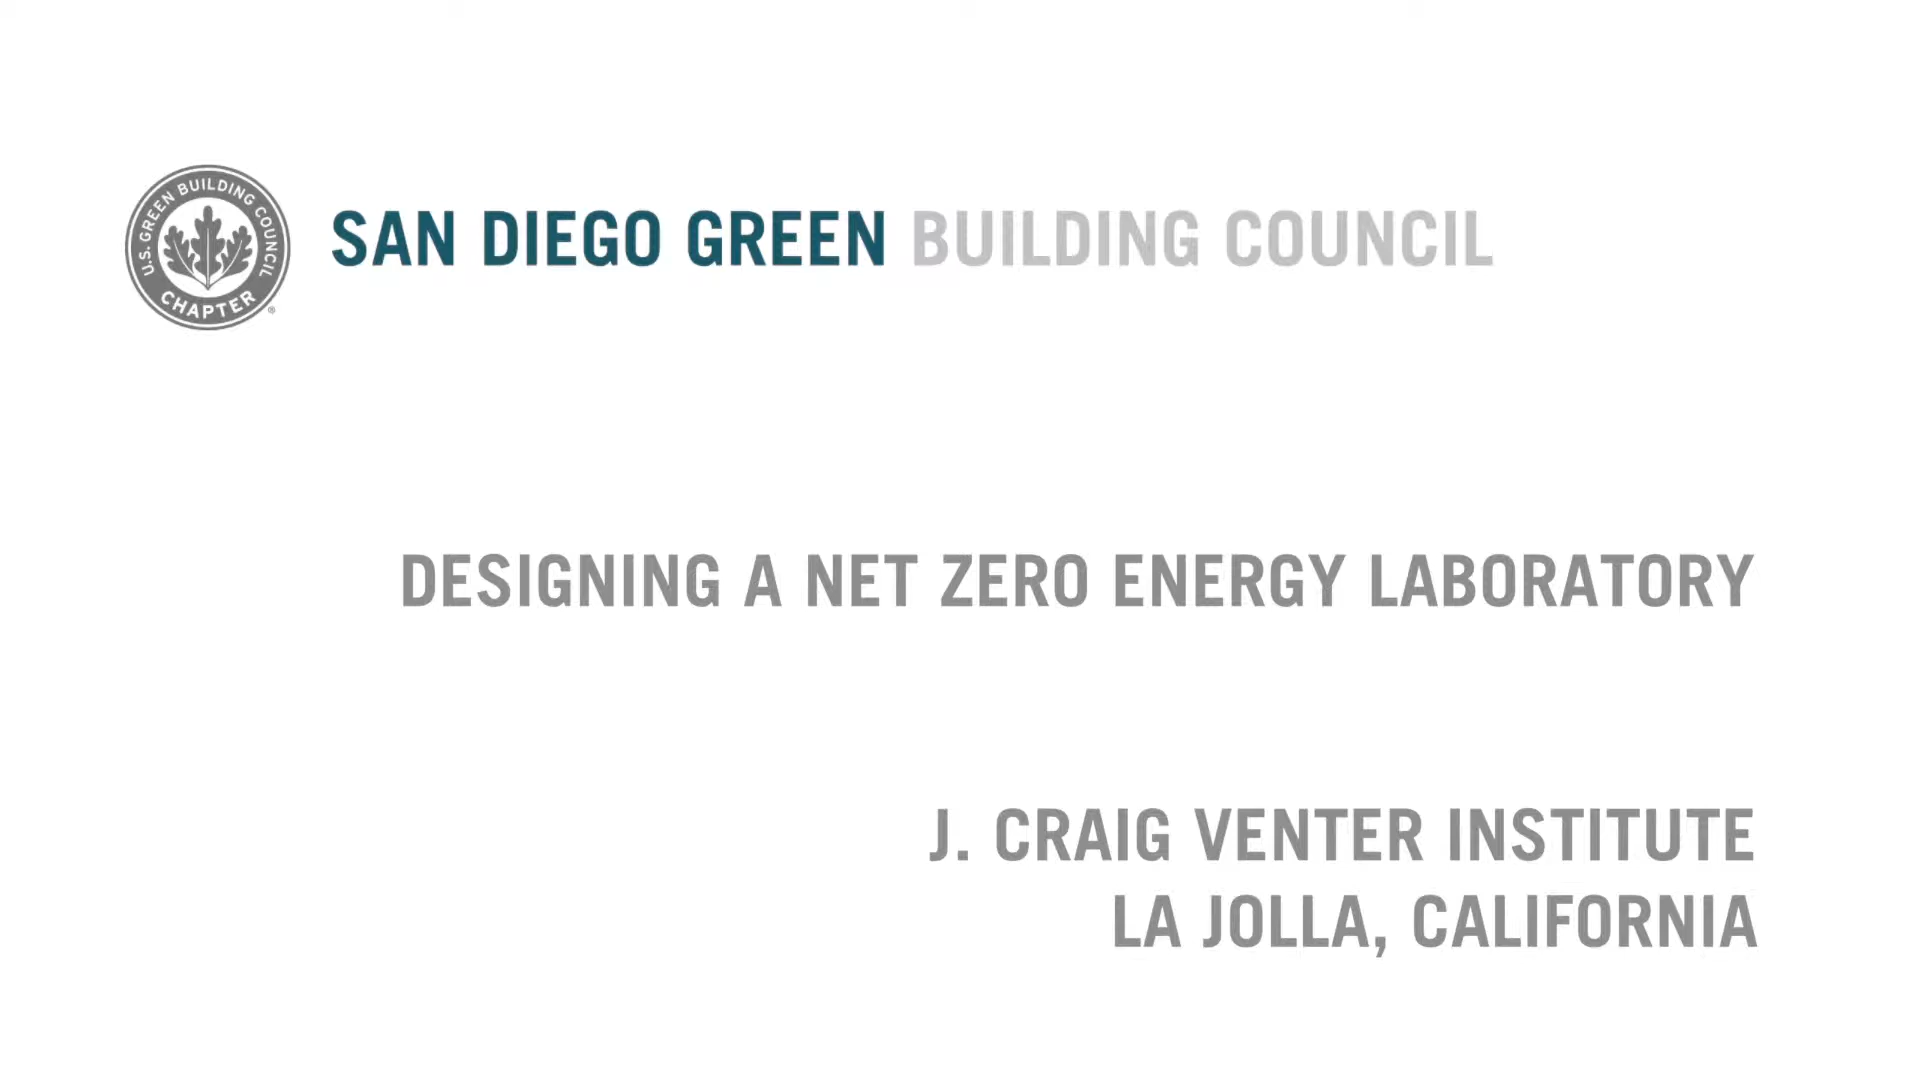 U.S. GREEN BUILDING COUNCIL
CHAPTER
®
SAN DIEGO GREEN BUILDING COUNCIL
DESIGNING A NET ZERO ENERGY LABORATORY
J. CRAIG VENTER INSTITUTE
LA JOLLA, CALIFORNIA